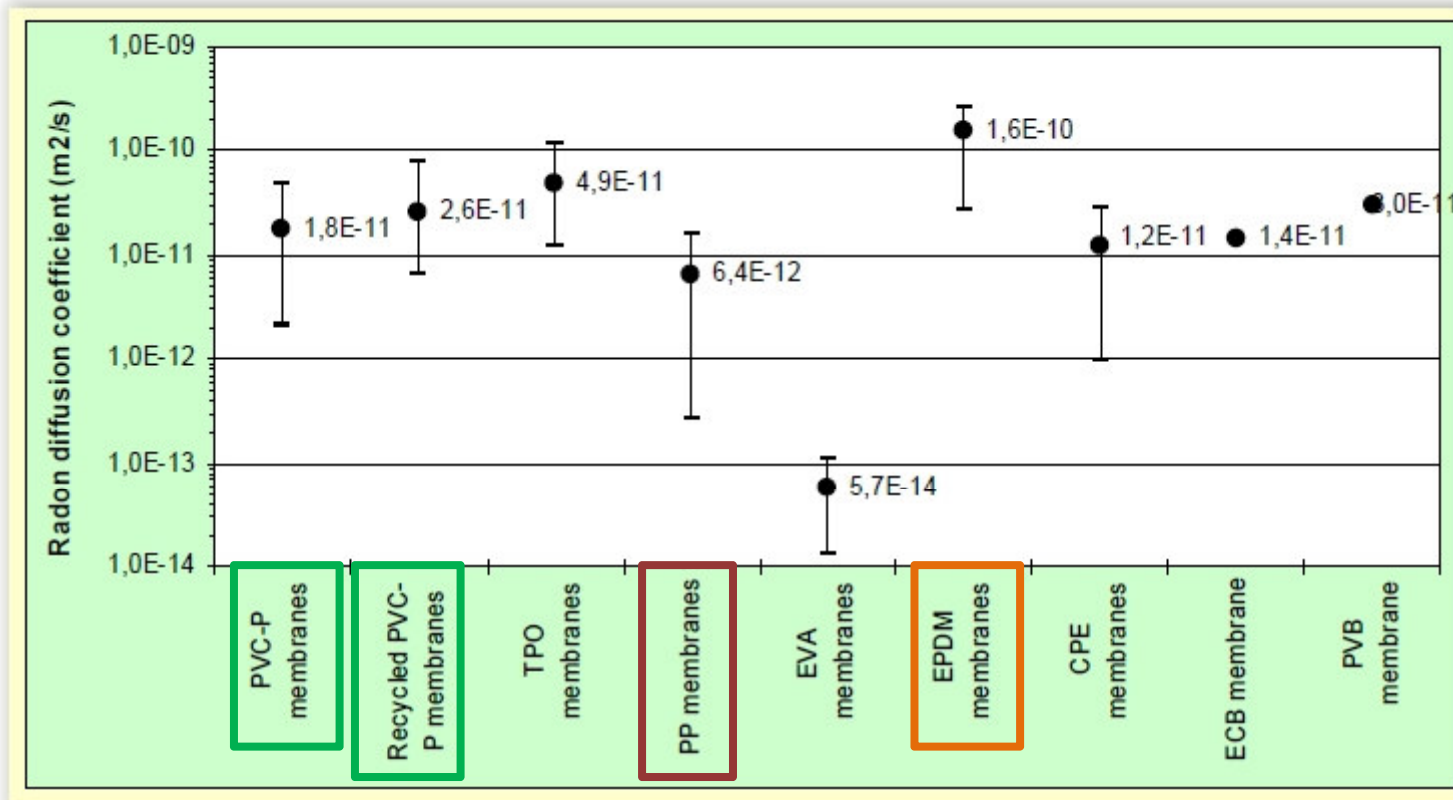 Radon diffusion coefficient (m2/s)
1,0E-09
1,0E-10
1,0E-11
1,0E-12
1,0E-13
1,0E-14
1,8E-11
2,6E-11
4,9E-11
6,4E-12
5,7E-14
1,6E-10
1,2E-11
1,4E-11
3,0E-11
PVC-P
membranes
Recycled PVC-
P membranes
TPO
membranes
PP membranes
EVA
membranes
EPDM
membranes
CPE
membranes
ECB membrane
PVB
membrane